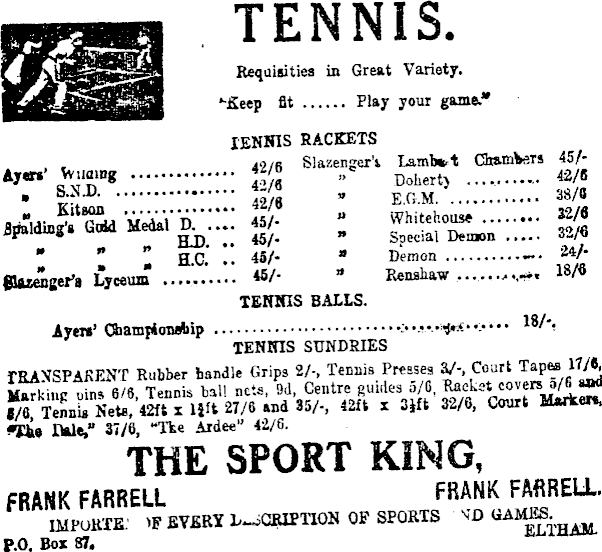 TENNIS.
Requisities in Great Variety.
"Keep fit ...... Play your game."
TENNIS RACKETS
Ayers' Wilding .............. 42/6
" S.N.D. .............. 42/6
" Kitson .............. 42/6
Spalding's Gold Medal D. .... 45/-
" " " H.D. .. 45/-
" " " H.C. .. 45/-
Slazenger's Lyceum .......... 45/-
Slazenger's Lambert Chambers 45/-
" Doherty .......... 42/6
" E.G.M. .......... 38/6
" Whitehouse ....... 32/6
" Special Demon ..... 32/6
" Demon ............ 24/-
" Renshaw ........... 18/6
TENNIS BALLS.
Ayers' Championship .............................. 18/-.
TENNIS SUNDRIES
TRANSPARENT Rubber handle Grips 2/-, Tennis Presses 3/-, Court Tapes 17/6,
Marking pins 6/6, Tennis ball nets, 9d, Centre guides 5/6, Racket covers 5/6 and
Tennis Nets, 42ft x 27/6 and 35/-, 42ft x 3½ft 32/6, Court Markers,
"The Dale," 37/6, "The Ardee" 42/6.
THE SPORT KING,
FRANK FARRELL FRANK FARRELL.
IMPORTER OF EVERY DESCRIPTION OF SPORTS AND GAMES.
P.O. Box 87. ELTHAM.